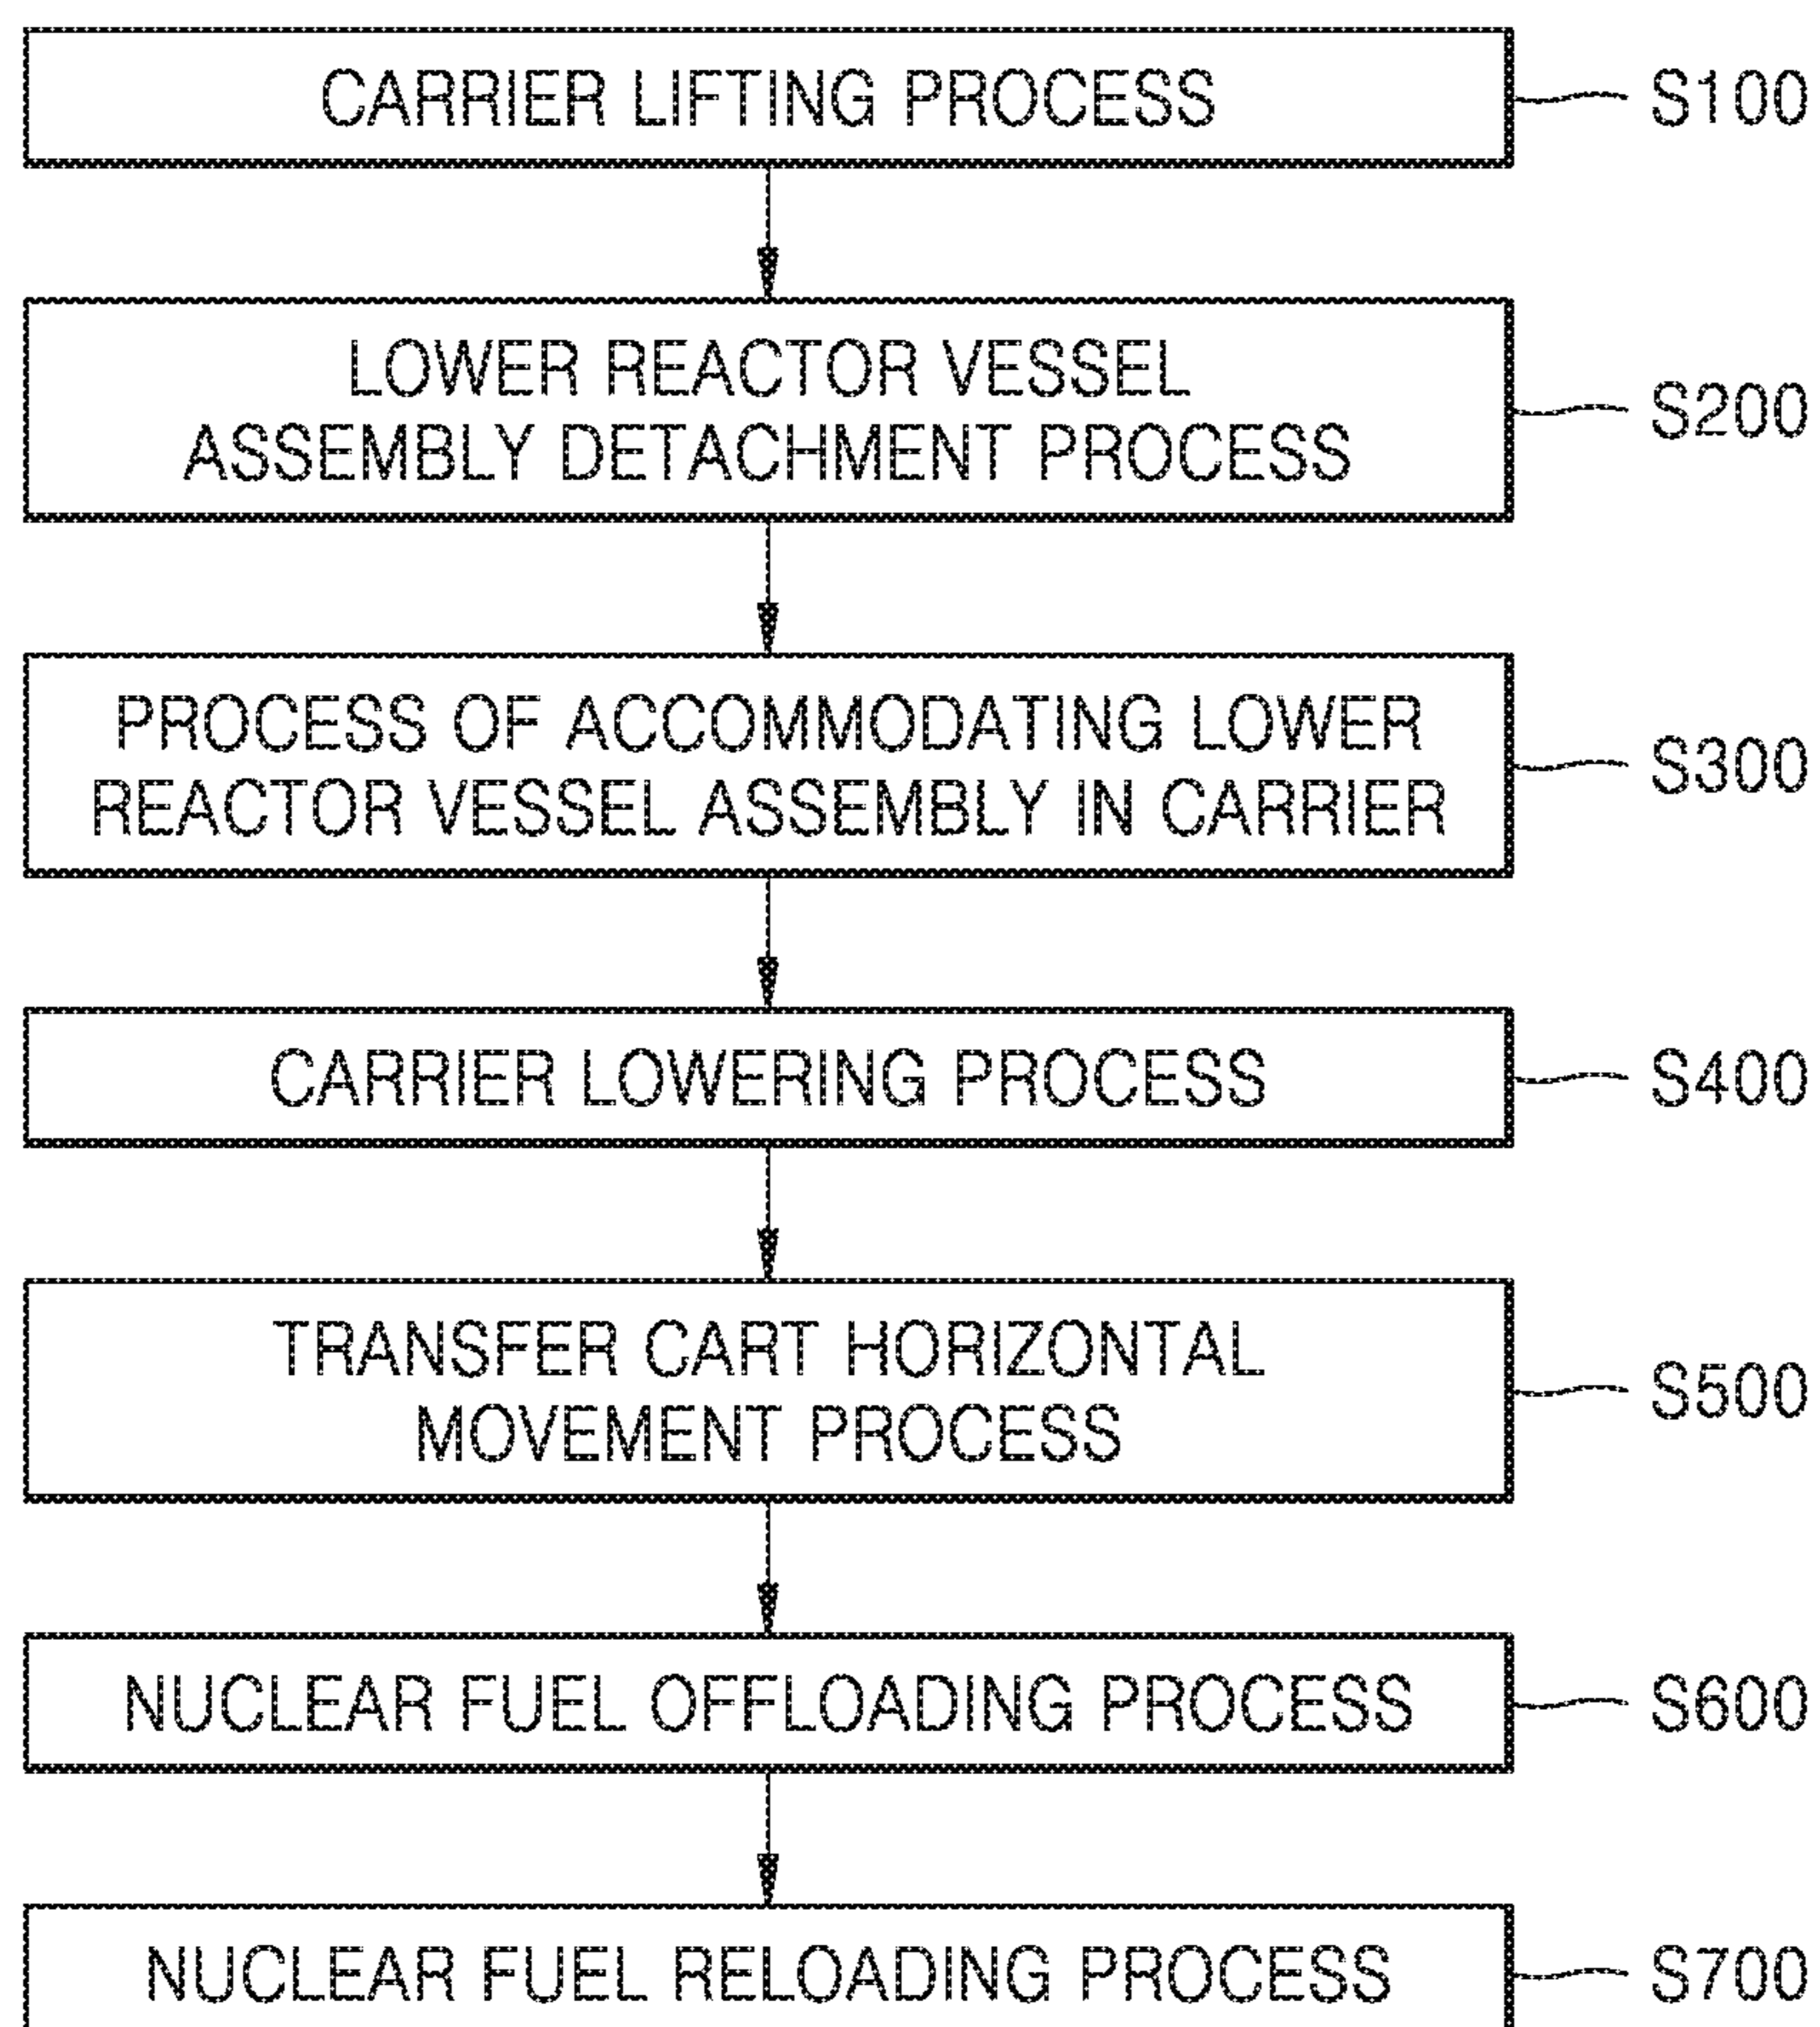 CARRIER LIFTING PROCESS
S100
LOWER REACTOR VESSEL
ASSEMBLY DETACHMENT PROCESS
S200
PROCESS OF ACCOMMODATING LOWER
REACTOR VESSEL ASSEMBLY IN CARRIER
S300
CARRIER LOWERING PROCESS
S400
TRANSFER CART HORIZONTAL
MOVEMENT PROCESS
S500
NUCLEAR FUEL OFFLOADING PROCESS
S600
NUCLEAR FUEL RELOADING PROCESS
S700